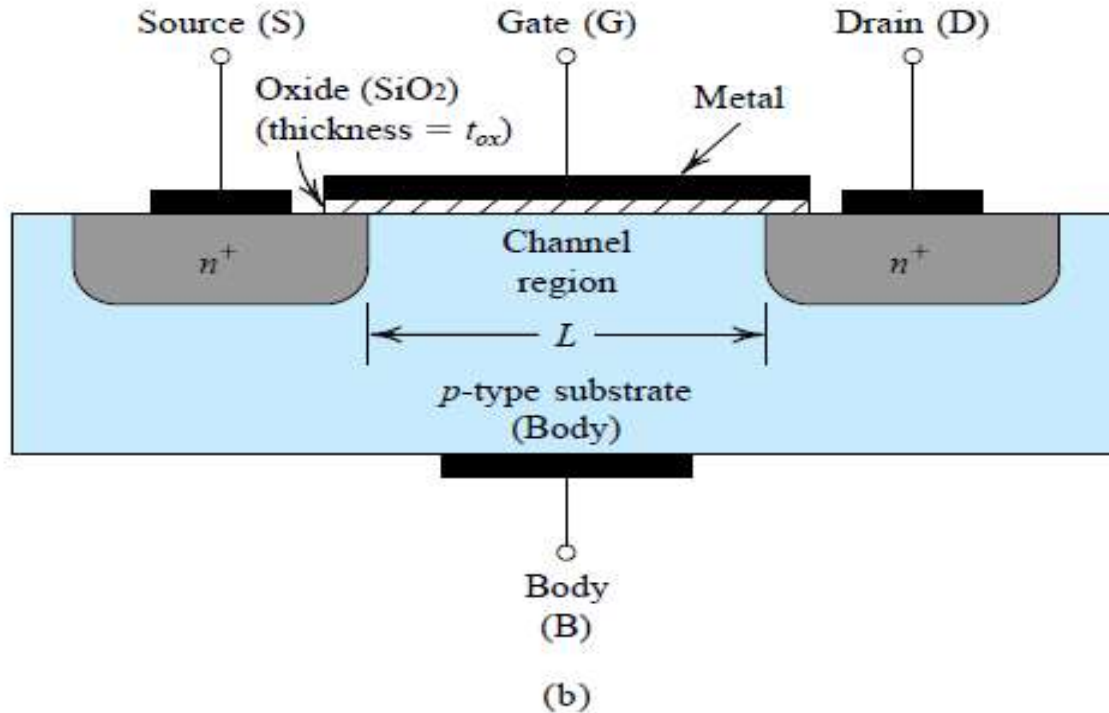 Source (S)
Gate (G)
Drain (D)
Oxide (SiO2)
(thickness = tox)
Metal
n+
Channel
region
n+
L
p-type substrate
(Body)
Body
(B)
(b)